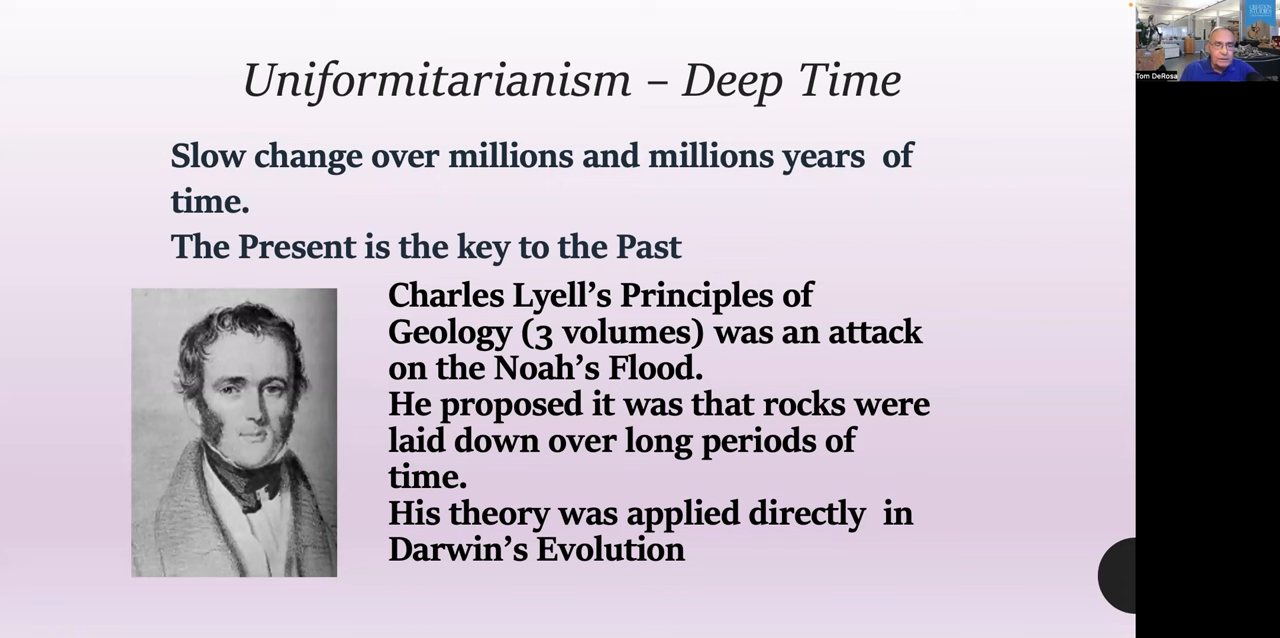 Uniformitarianism – Deep Time
Slow change over millions and millions years  of
time.
The Present is the key to the Past
Charles Lyell’s Principles of
Geology (3 volumes) was an attack
on the Noah’s Flood.
He proposed it was that rocks were
laid down over long periods of
time.
His theory was applied directly  in
Darwin’s Evolution
CREATION
STUDIES
Tom DeRosa